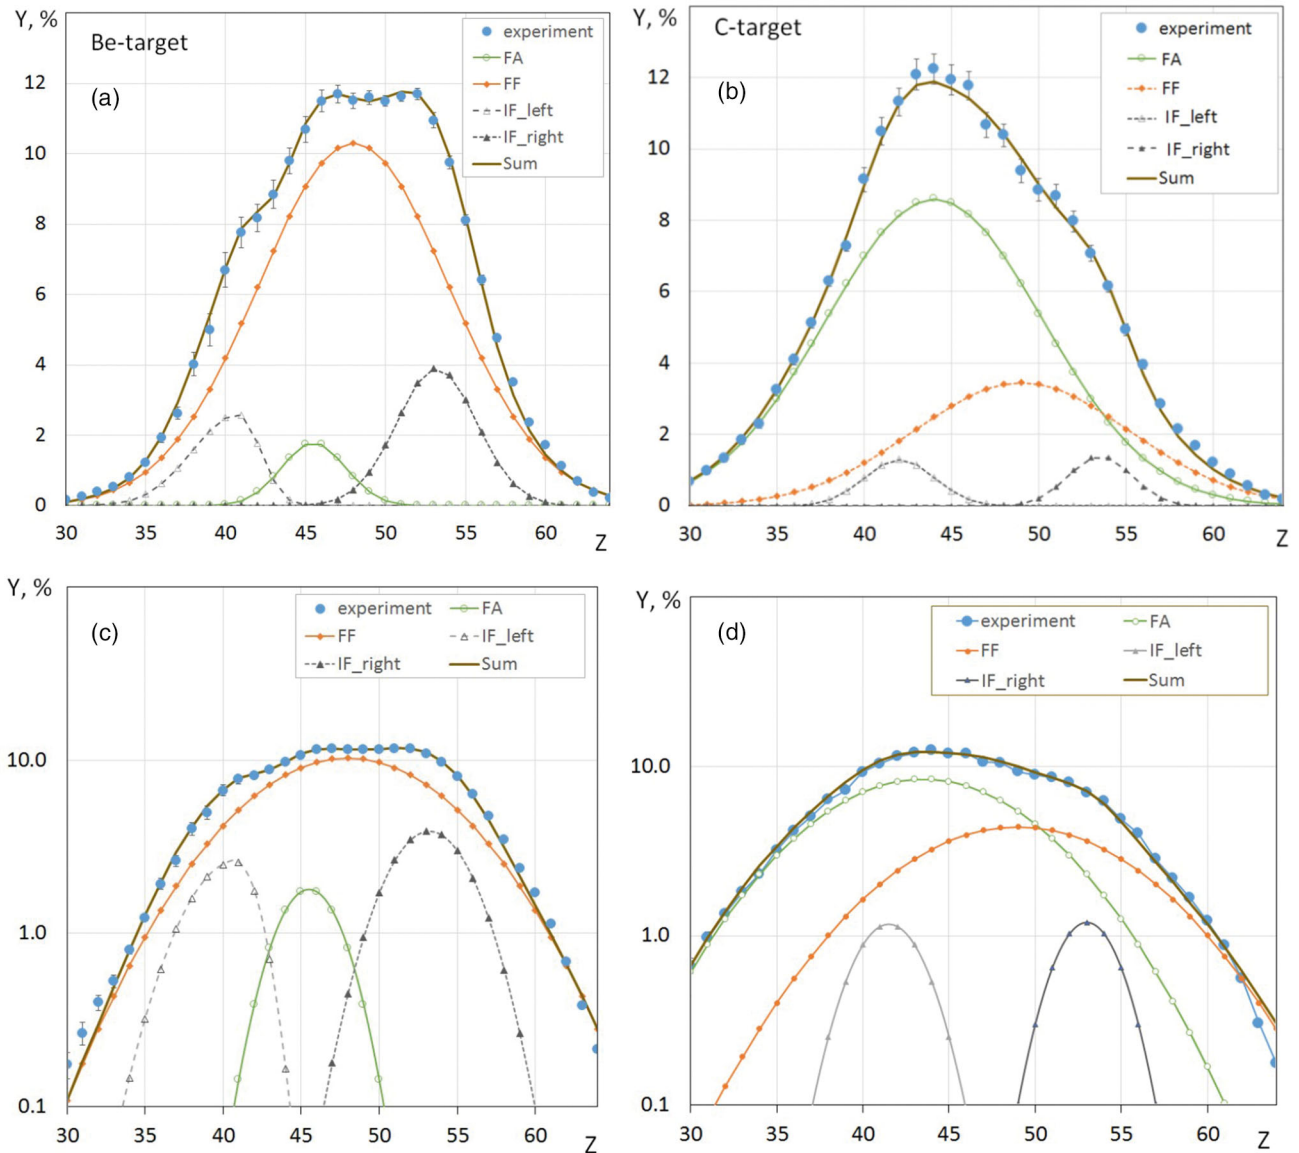 Y, %
Be-target
(a)
experiment
FA
FF
IF_left
IF_right
Sum
12
10
8
6
4
2
0
30 35 40 45 50 55 60 Z
Y, %
C-target
(b)
experiment
FA
FF
IF_left
IF_right
Sum
12
10
8
6
4
2
0
30 35 40 45 50 55 60 Z
Y, %
(c)
experiment FA
FF IF_left
IF_right Sum
10.0
1.0
0.1
30 35 40 45 50 55 60 Z
Y, %
(d)
experiment FA
FF IF_left
IF_right Sum
10.0
1.0
0.1
30 35 40 45 50 55 60 Z